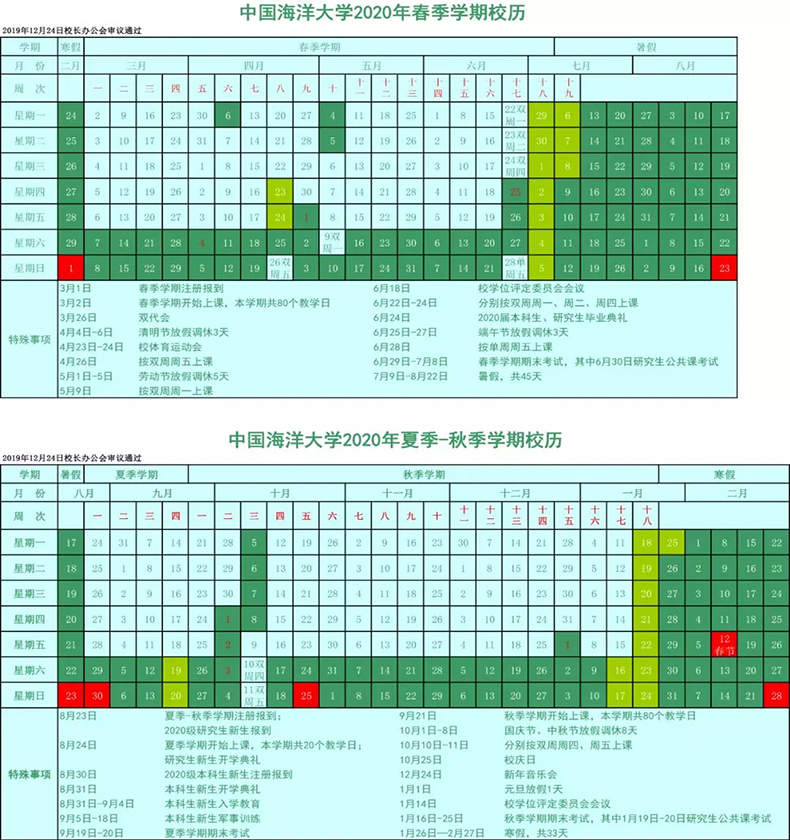 中国海洋大学2020年春季学期校历
2019年12月24日校长办公会审议通过
学期 寒假 春季学期 暑假
月 份 二月 三月 四月 五月 六月 七月 八月
周 次 一 二 三 四 五 六 七 八 九 十 十一 十二 十三 十四 十五 十六 十七 十八 十九
星期一 24 2 9 16 23 30 6 13 20 27 4 11 18 25 1 8 15 22双周一 29 6 13 20 27 3 10 17
星期二 25 3 10 17 24 31 7 14 21 28 5 12 19 26 2 9 16 23双周二 30 7 14 21 28 4 11 18
星期三 26 4 11 18 25 1 8 15 22 29 6 13 20 27 3 10 17 24双周四 1 8 15 22 29 5 12 19
星期四 27 5 12 19 26 2 9 16 23 30 7 14 21 28 4 11 18 25 2 9 16 23 30 6 13 20
星期五 28 6 13 20 27 3 10 17 24 1 8 15 22 29 5 12 19 26 3 10 17 24 31 7 14 21
星期六 29 7 14 21 28 4 11 18 25 2 9双周一 16 23 30 6 13 20 27 4 11 18 25 1 8 15 22
星期日 1 8 15 22 29 5 12 19 26双周五 3 10 17 24 31 7 14 21 28单周五 5 12 19 26 2 9 16 23
特殊事项
3月1日 春季学期注册报到
3月2日 春季学期开始上课，本学期共80个教学日
3月26日 双代会
4月4日-6日 清明节放假调休3天
4月23日-24日 校体育运动会
4月26日 按双周周五上课
5月1日-5日 劳动节放假调休5天
5月9日 按双周周一上课
6月18日 校学位评定委员会会议
6月22日-24日 分别按双周周一、周二、周四上课
6月24日 2020届本科生、研究生毕业典礼
6月25日-27日 端午节放假调休3天
6月28日 按单周周五上课
6月29日-7月8日 春季学期期末考试，其中6月30日研究生公共课考试
7月9日-8月22日 暑假，共45天
中国海洋大学2020年夏季-秋季学期校历
2019年12月24日校长办公会审议通过
学期 暑假 夏季学期 秋季学期 寒假
月 份 八月 九月 十月 十一月 十二月 一月 二月
周 次 一 二 三 四 一 二 三 四 五 六 七 八 九 十 十一 十二 十三 十四 十五 十六 十七 十八
星期一 17 24 31 7 14 21 28 5 12 19 26 2 9 16 23 30 7 14 21 28 4 11 18 25 1 8 15 22
星期二 18 25 1 8 15 22 29 6 13 20 27 3 10 17 24 1 8 15 22 29 5 12 19 26 2 9 16 23
星期三 19 26 2 9 16 23 30 7 14 21 28 4 11 18 25 2 9 16 23 30 6 13 20 27 3 10 17 24
星期四 20 27 3 10 17 24 1 8 15 22 29 5 12 19 26 3 10 17 24 31 7 14 21 28 4 11 18 25
星期五 21 28 4 11 18 25 2 9 16 23 30 6 13 20 27 4 11 18 25 1 8 15 22 29 5 12春节 19 26
星期六 22 29 5 12 19 26 3 10双周四 17 24 31 7 14 21 28 5 12 19 26 2 9 16 23 30 6 13 20 27
星期日 23 30 6 13 20 27 4 11双周五 18 25 1 8 15 22 29 6 13 20 27 3 10 17 24 31 7 14 21 28
特殊事项
8月23日 夏季-秋季学期注册报到；
2020级研究生新生报到
8月24日 夏季学期开始上课，本学期共20个教学日；
研究生新生开学典礼
8月30日 2020级本科生新生注册报到
8月31日 本科生新生开学典礼
8月31日-9月4日 本科生新生入学教育
9月5日-18日 本科生新生军事训练
9月19日-20日 夏季学期期末考试
9月21日 秋季学期开始上课，本学期共80个教学日
10月1日-8日 国庆节、中秋节放假调休8天
10月10日-11日 分别按双周周四、周五上课
10月25日 校庆日
12月24日 新年音乐会
1月1日 元旦放假1天
1月14日 校学位评定委员会会议
1月16日-25日 秋季学期期末考试，其中1月19日-20日研究生公共课考试
1月26日—2月27日 寒假，共33天